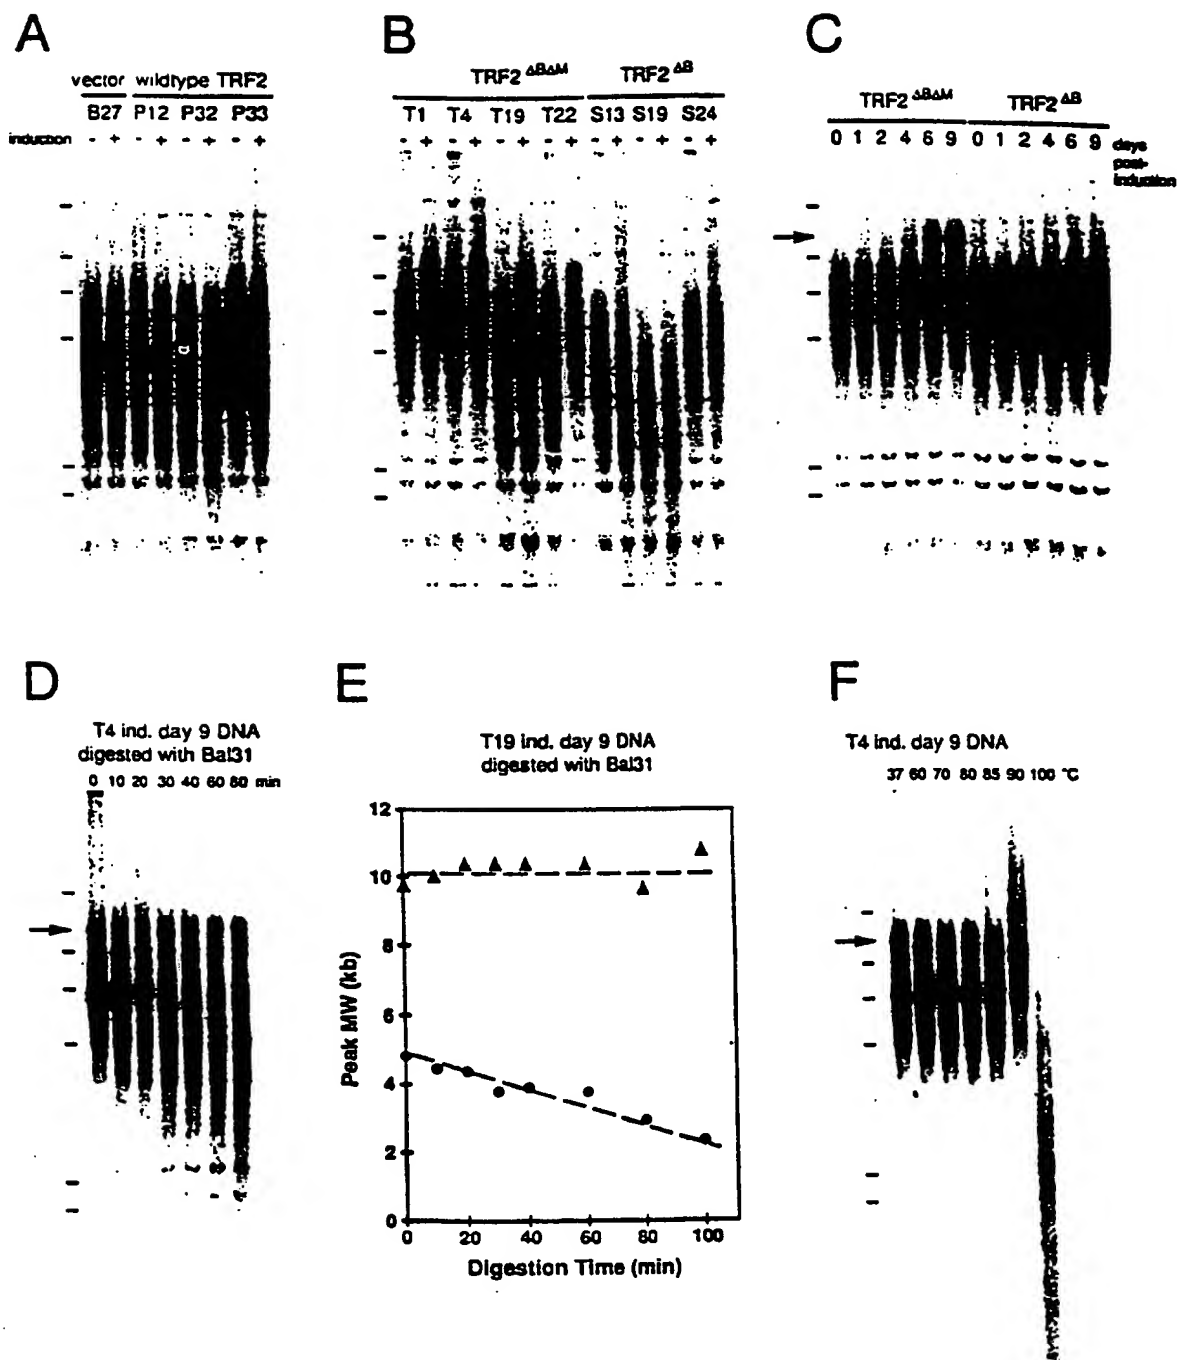 A
vector wildtype TRF2
B27 P12 P32 P33
induction - + - + - + - +
B
TRF2 ΔBΔM TRF2 ΔB
T1 T4 T19 T22 S13 S19 S24
- + - + - + - + - + - + - +
C
TRF2 ΔBΔM TRF2 ΔB
0 1 2 4 6 9 0 1 2 4 6 9 days
post-
induction
D
T4 ind. day 9 DNA
digested with Bal31
0 10 20 30 40 60 80 min
E
T19 ind. day 9 DNA
digested with Bal31
12
10
8
6
4
2
0
Peak MW (kb)
0 20 40 60 80 100
Digestion Time (min)
F
T4 ind. day 9 DNA
37 60 70 80 85 90 100 °C